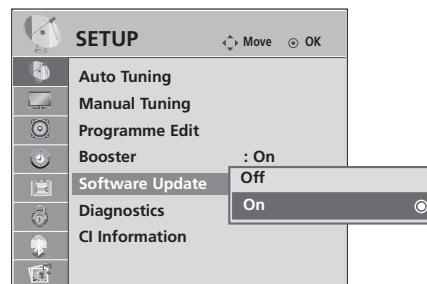 SETUP Move OK
Auto Tuning
Manual Tuning
Programme Edit
Booster : On
Software Update Off
On
Diagnostics
CI Information